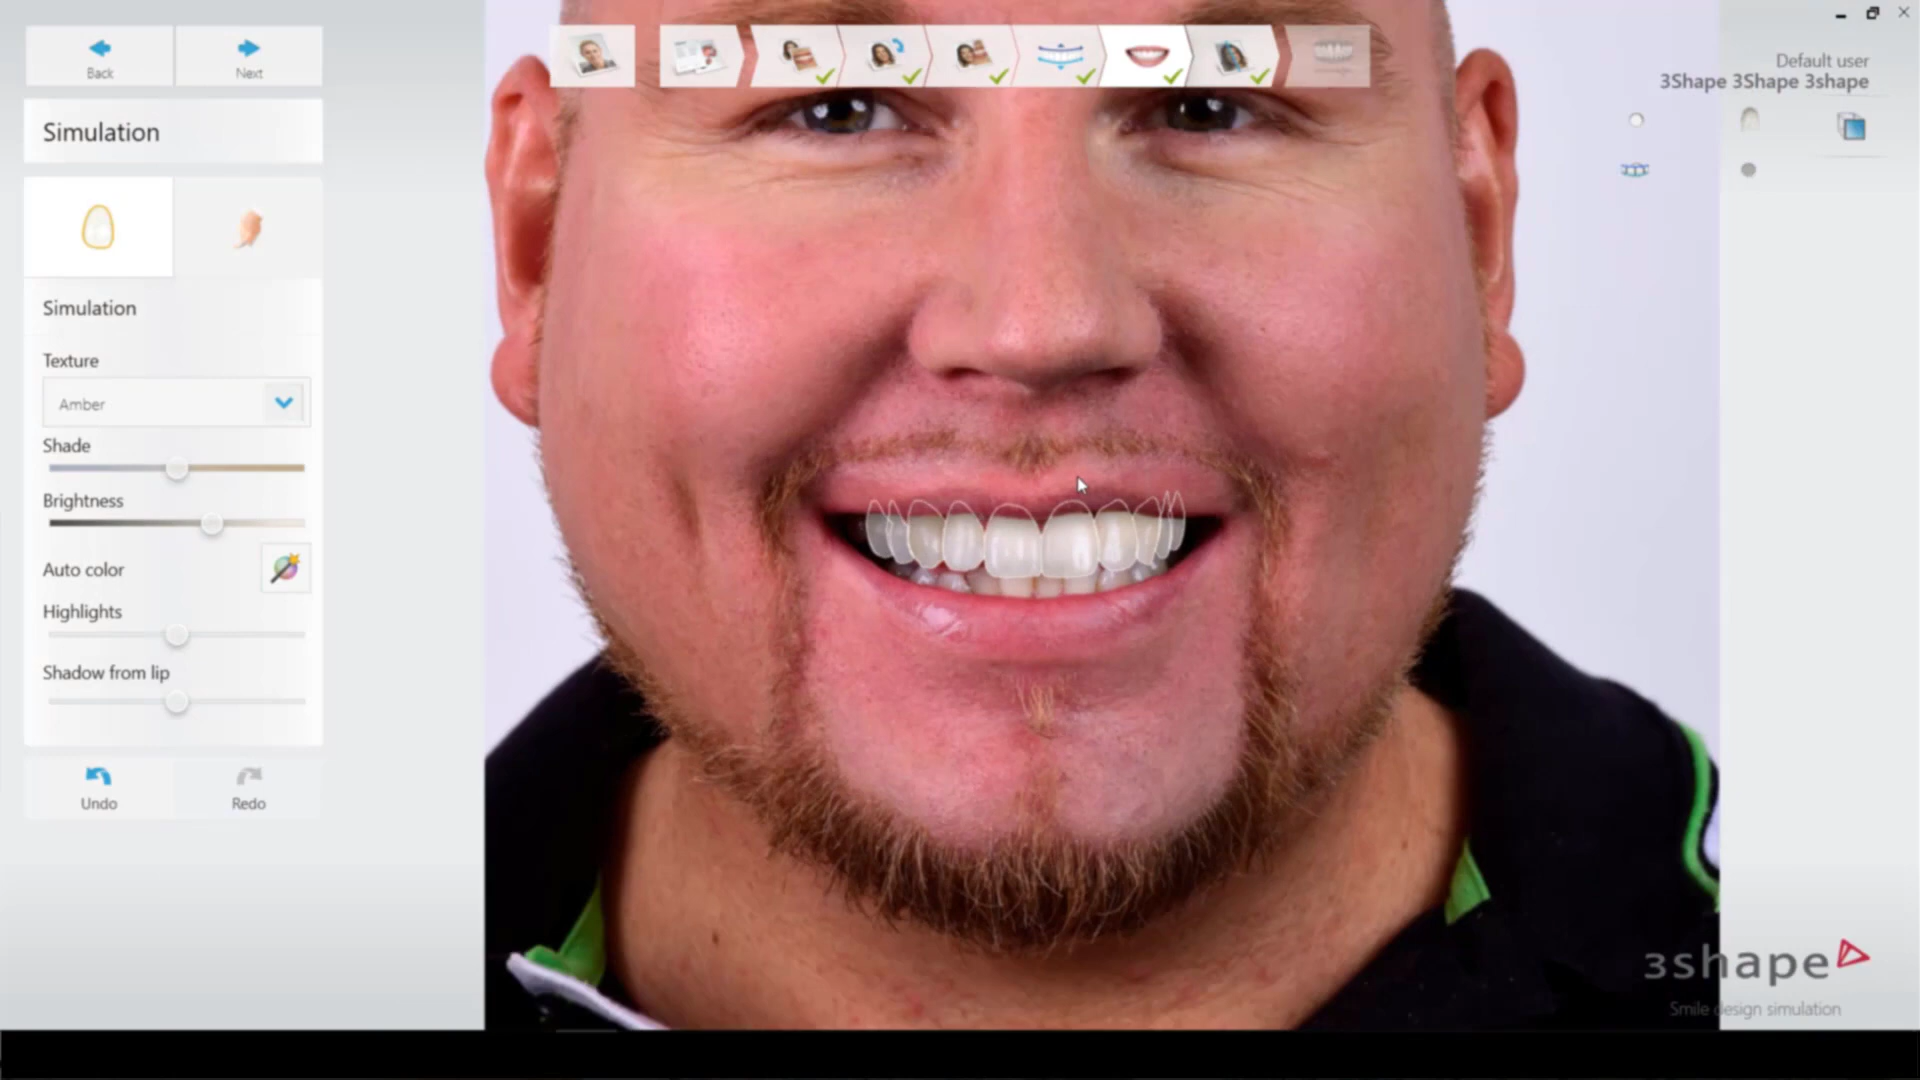 Back
Next
Default user
3Shape 3Shape 3shape
Simulation
Simulation
Texture
Amber
Shade
Brightness
Auto color
Highlights
Shadow from lip
Undo
Redo
3shape
Smile design simulation